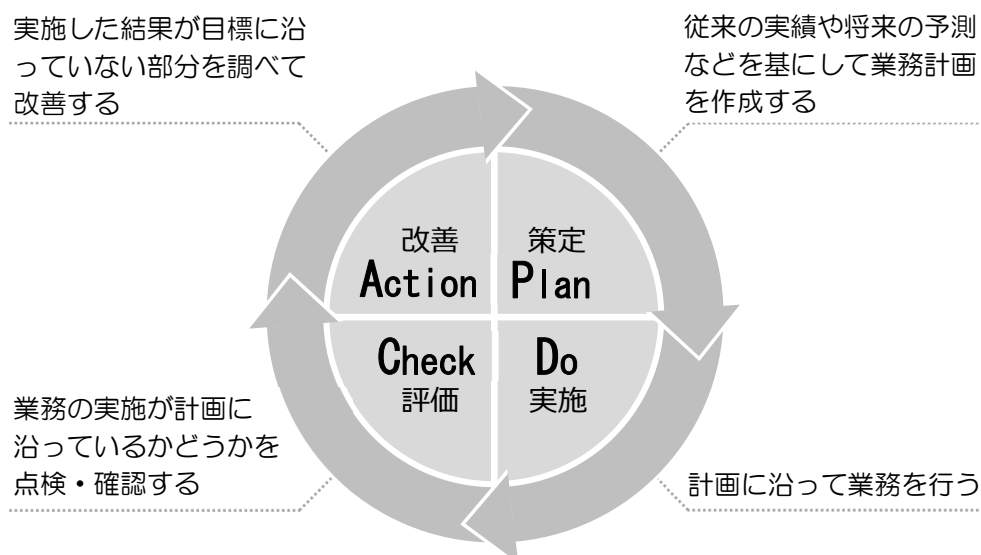 実施した結果が目標に沿
っていない部分を調べて
改善する
従来の実績や将来の予測
などを基にして業務計画
を作成する
改善
Action
策定
Plan
Check
評価
Do
実施
業務の実施が計画に
沿っているかどうかを
点検・確認する
計画に沿って業務を行う